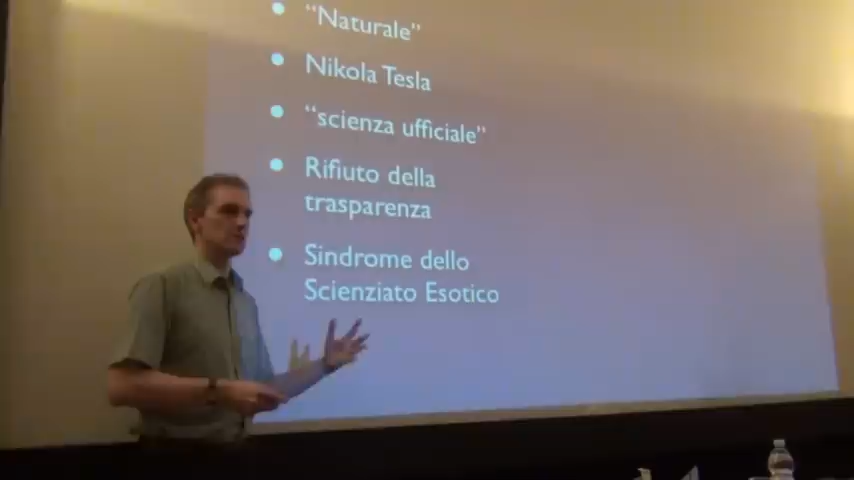 "Naturale"
Nikola Tesla
"scienza ufficiale"
Rifiuto della
trasparenza
Sindrome dello
Scienziato Esotico